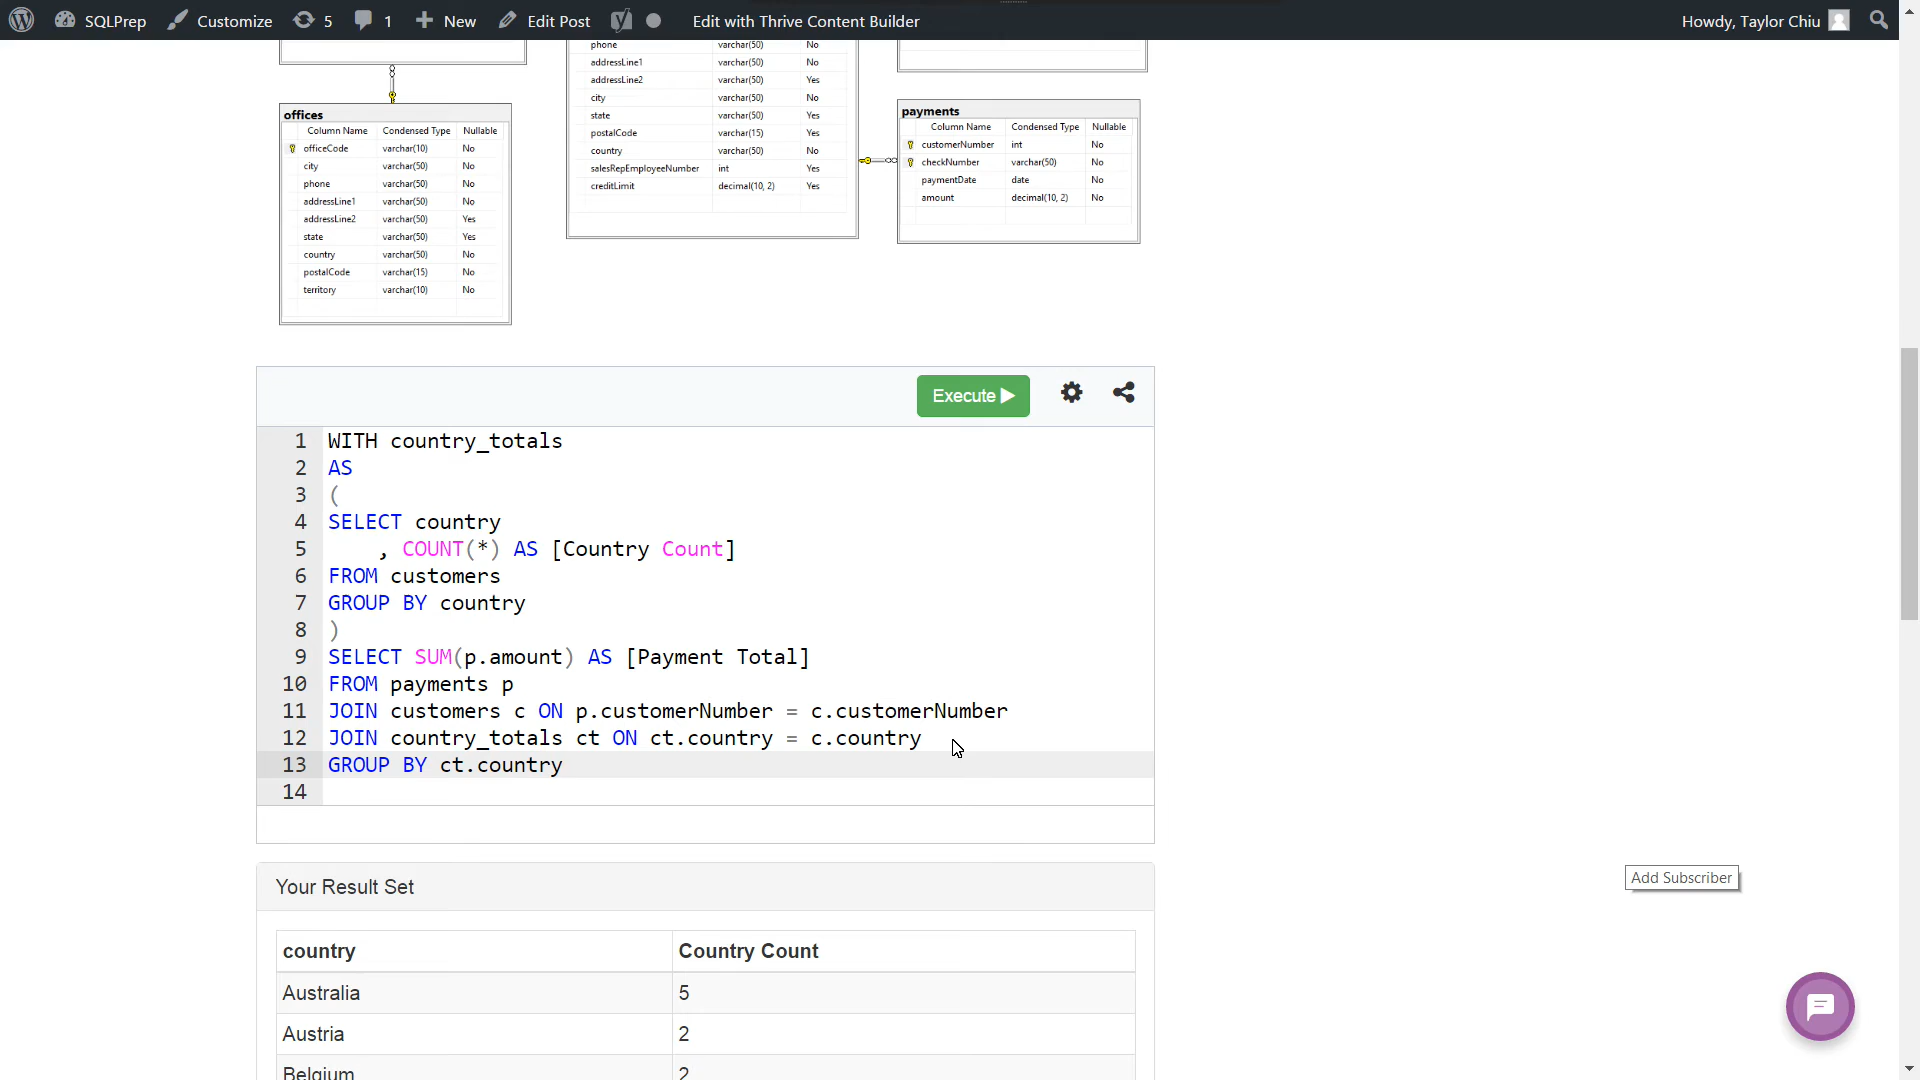 SQLPrep Customize 5 1 New Edit Post Edit with Thrive Content Builder Howdy, Taylor Chiu
phone varchar(50) No
addressLine1 varchar(50) No
addressLine2 varchar(50) Yes
city varchar(50) No
state varchar(50) Yes
postalCode varchar(15) Yes
country varchar(50) No
salesRepEmployeeNumber int Yes
creditLimit decimal(10, 2) Yes
offices
Column Name Condensed Type Nullable
officeCode varchar(10) No
city varchar(50) No
phone varchar(50) No
addressLine1 varchar(50) No
addressLine2 varchar(50) Yes
state varchar(50) Yes
country varchar(50) No
postalCode varchar(15) No
territory varchar(10) No
payments
Column Name Condensed Type Nullable
customerNumber int No
checkNumber varchar(50) No
paymentDate date No
amount decimal(10, 2) No
Execute
1 WITH country_totals
2 AS
3 (
4 SELECT country
5 , COUNT(*) AS [Country Count]
6 FROM customers
7 GROUP BY country
8 )
9 SELECT SUM(p.amount) AS [Payment Total]
10 FROM payments p
11 JOIN customers c ON p.customerNumber = c.customerNumber
12 JOIN country_totals ct ON ct.country = c.country
13 GROUP BY ct.country
14
Your Result Set
Add Subscriber
country Country Count
Australia 5
Austria 2
Belgium 2